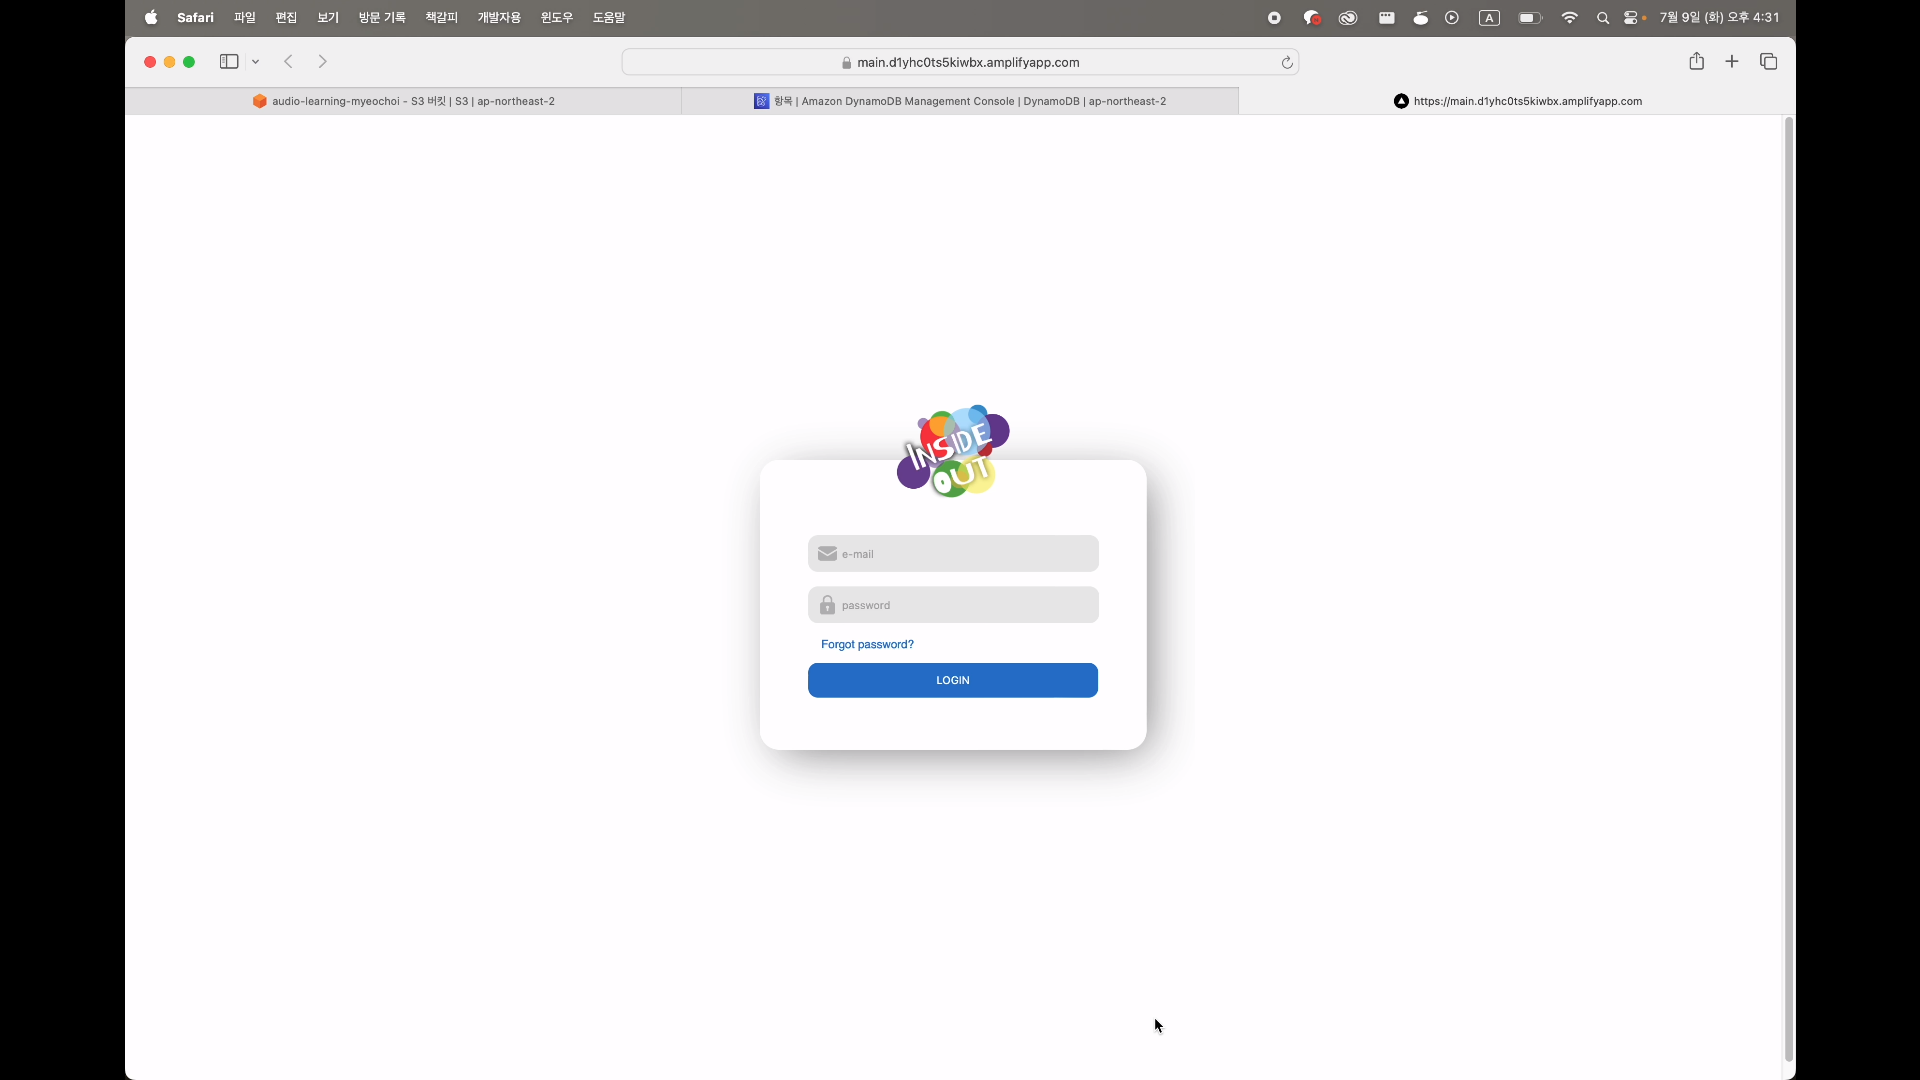 Safari 파일 편집 보기 방문 기록 책갈피 개발자용 윈도우 도움말 A 7월 9일 (화) 오후 4:31
main.d1yhc0ts5kiwbx.amplifyapp.com
audio-learning-myeochoi - S3 버킷 | S3 | ap-northeast-2
항목 | Amazon DynamoDB Management Console | DynamoDB | ap-northeast-2
https://main.d1yhc0ts5kiwbx.amplifyapp.com
INSIDE
OUT
e-mail
password
Forgot password?
LOGIN